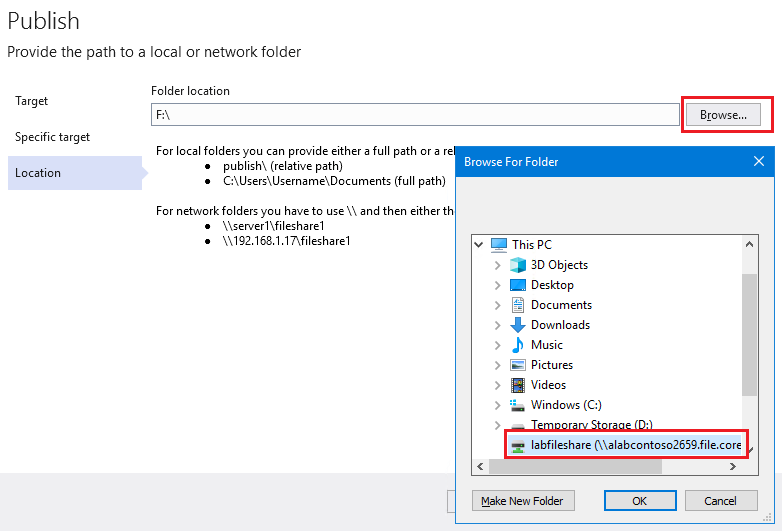 Publish
Provide the path to a local or network folder
Target
Specific target
Location
Folder location
F:\
Browse...
For local folders you can provide either a full path or a rel
• publish\ (relative path)
• C:\Users\Username\Documents (full path)
For network folders you have to use \\ and then either the
• \\server1\fileshare1
• \\192.168.1.17\fileshare1
Browse For Folder
This PC
3D Objects
Desktop
Documents
Downloads
Music
Pictures
Videos
Windows (C:)
Temporary Storage (D:)
labfileshare (\\alabcontoso2659.file.core
Make New Folder
OK
Cancel